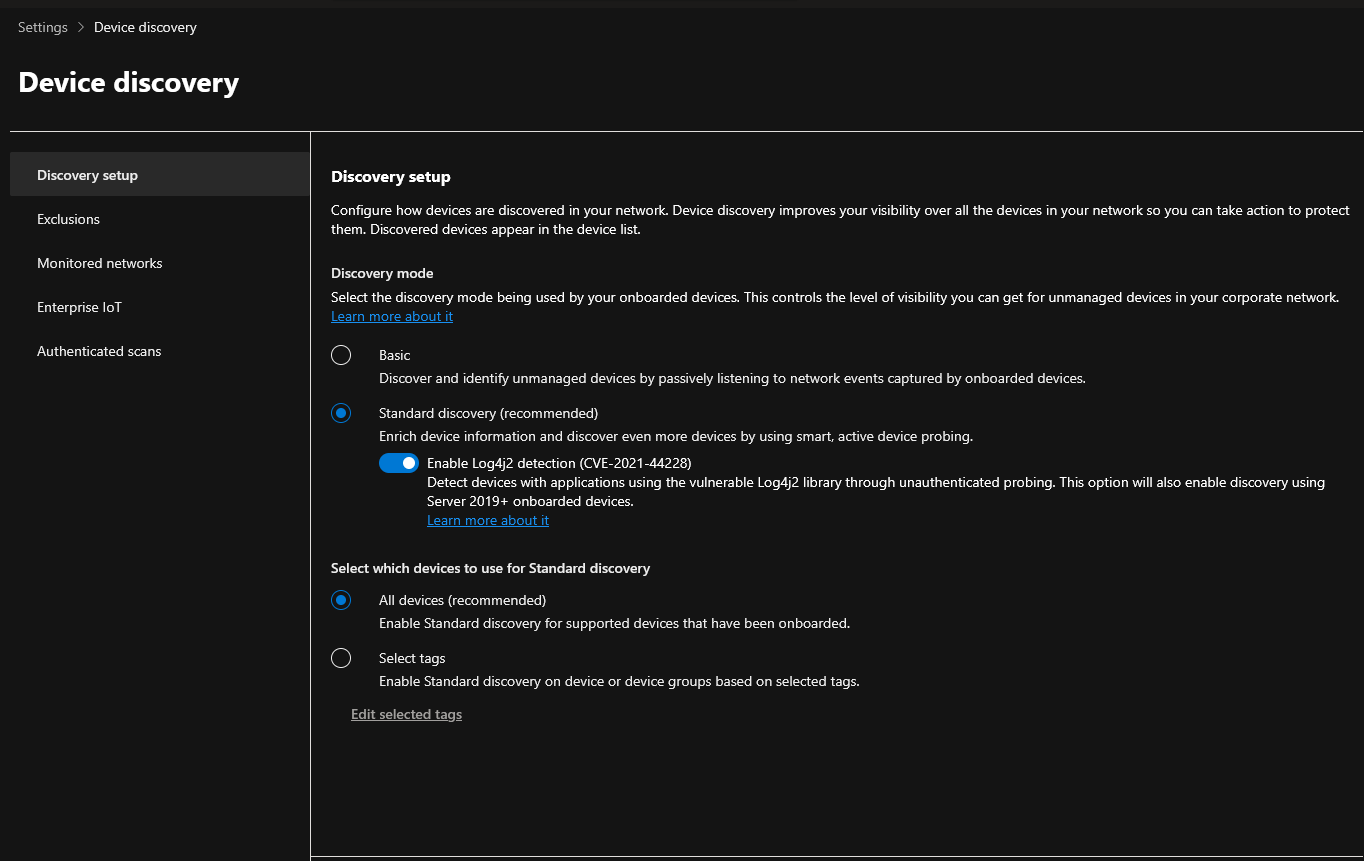 Settings > Device discovery
Device discovery
Discovery setup
Exclusions
Monitored networks
Enterprise IoT
Authenticated scans
Discovery setup
Configure how devices are discovered in your network. Device discovery improves your visibility over all the devices in your network so you can take action to protect
them. Discovered devices appear in the device list.
Discovery mode
Select the discovery mode being used by your onboarded devices. This controls the level of visibility you can get for unmanaged devices in your corporate network.
Learn more about it
Basic
Discover and identify unmanaged devices by passively listening to network events captured by onboarded devices.
Standard discovery (recommended)
Enrich device information and discover even more devices by using smart, active device probing.
Enable Log4j2 detection (CVE-2021-44228)
Detect devices with applications using the vulnerable Log4j2 library through unauthenticated probing. This option will also enable discovery using
Server 2019+ onboarded devices.
Learn more about it
Select which devices to use for Standard discovery
All devices (recommended)
Enable Standard discovery for supported devices that have been onboarded.
Select tags
Enable Standard discovery on device or device groups based on selected tags.
Edit selected tags